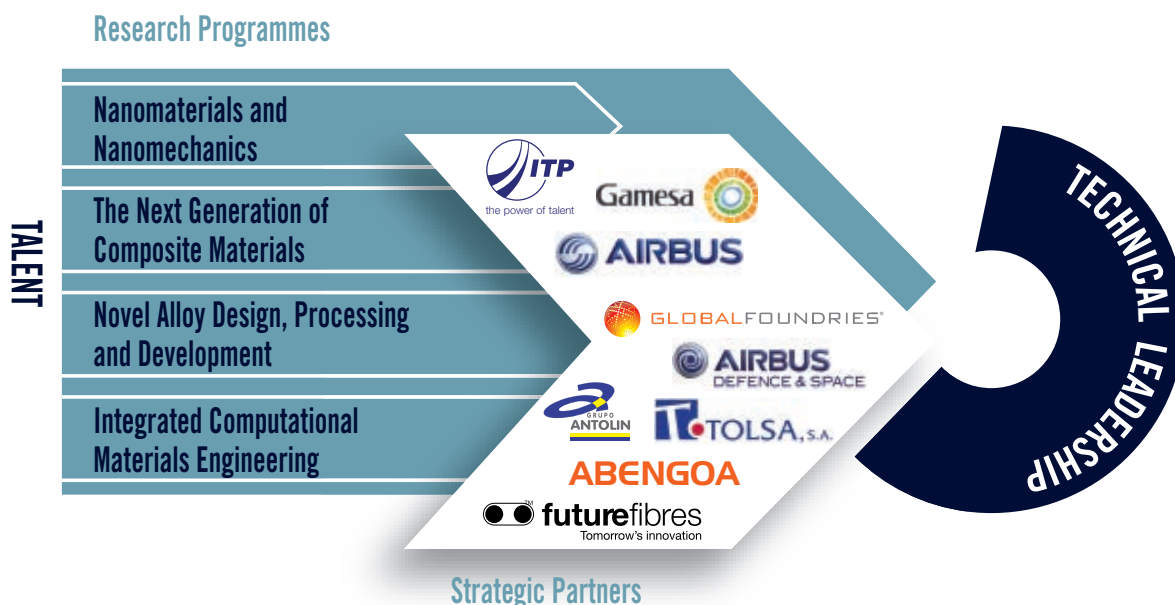 Research Programmes
TALENT
Nanomaterials and
Nanomechanics
The Next Generation of
Composite Materials
Novel Alloy Design, Processing
and Development
Integrated Computational
Materials Engineering
ITP
the power of talent
Gamesa
AIRBUS
GLOBALFOUNDRIES®
AIRBUS
DEFENCE & SPACE
GRUPO
ANTOLIN
TOLSA, S.A.
ABENGOA
futurefibres™
Tomorrow's innovation
Strategic Partners
TECHNICAL LEADERSHIP